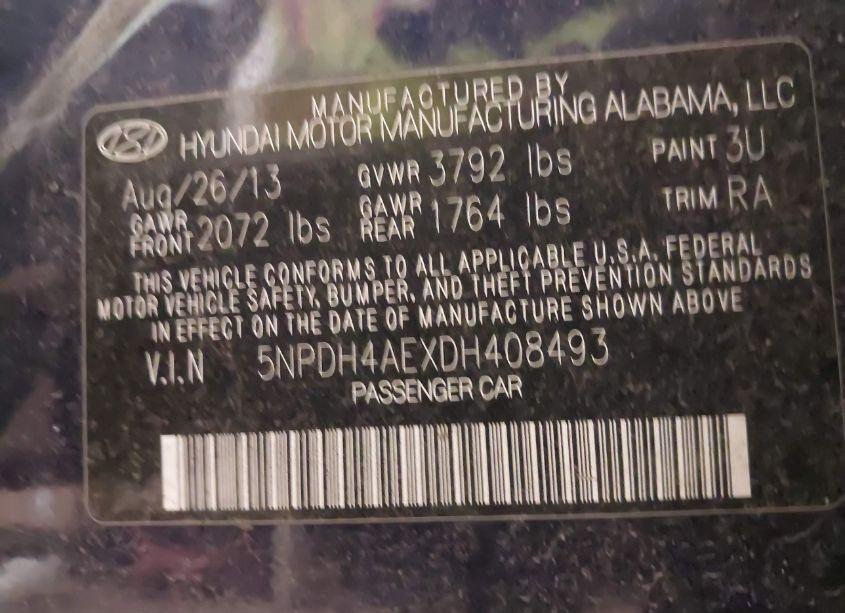 MANUFACTURED BY
HYUNDAI MOTOR MANUFACTURING ALABAMA, LLC
Aug/26/13 GVWR 3792 lbs PAINT 3U
GAWR FRONT 2072 lbs GAWR REAR 1764 lbs TRIM RA
THIS VEHICLE CONFORMS TO ALL APPLICABLE U.S.A. FEDERAL
MOTOR VEHICLE SAFETY, BUMPER, AND THEFT PREVENTION STANDARDS
IN EFFECT ON THE DATE OF MANUFACTURE SHOWN ABOVE
V.I.N 5NPDH4AEXDH408493
PASSENGER CAR